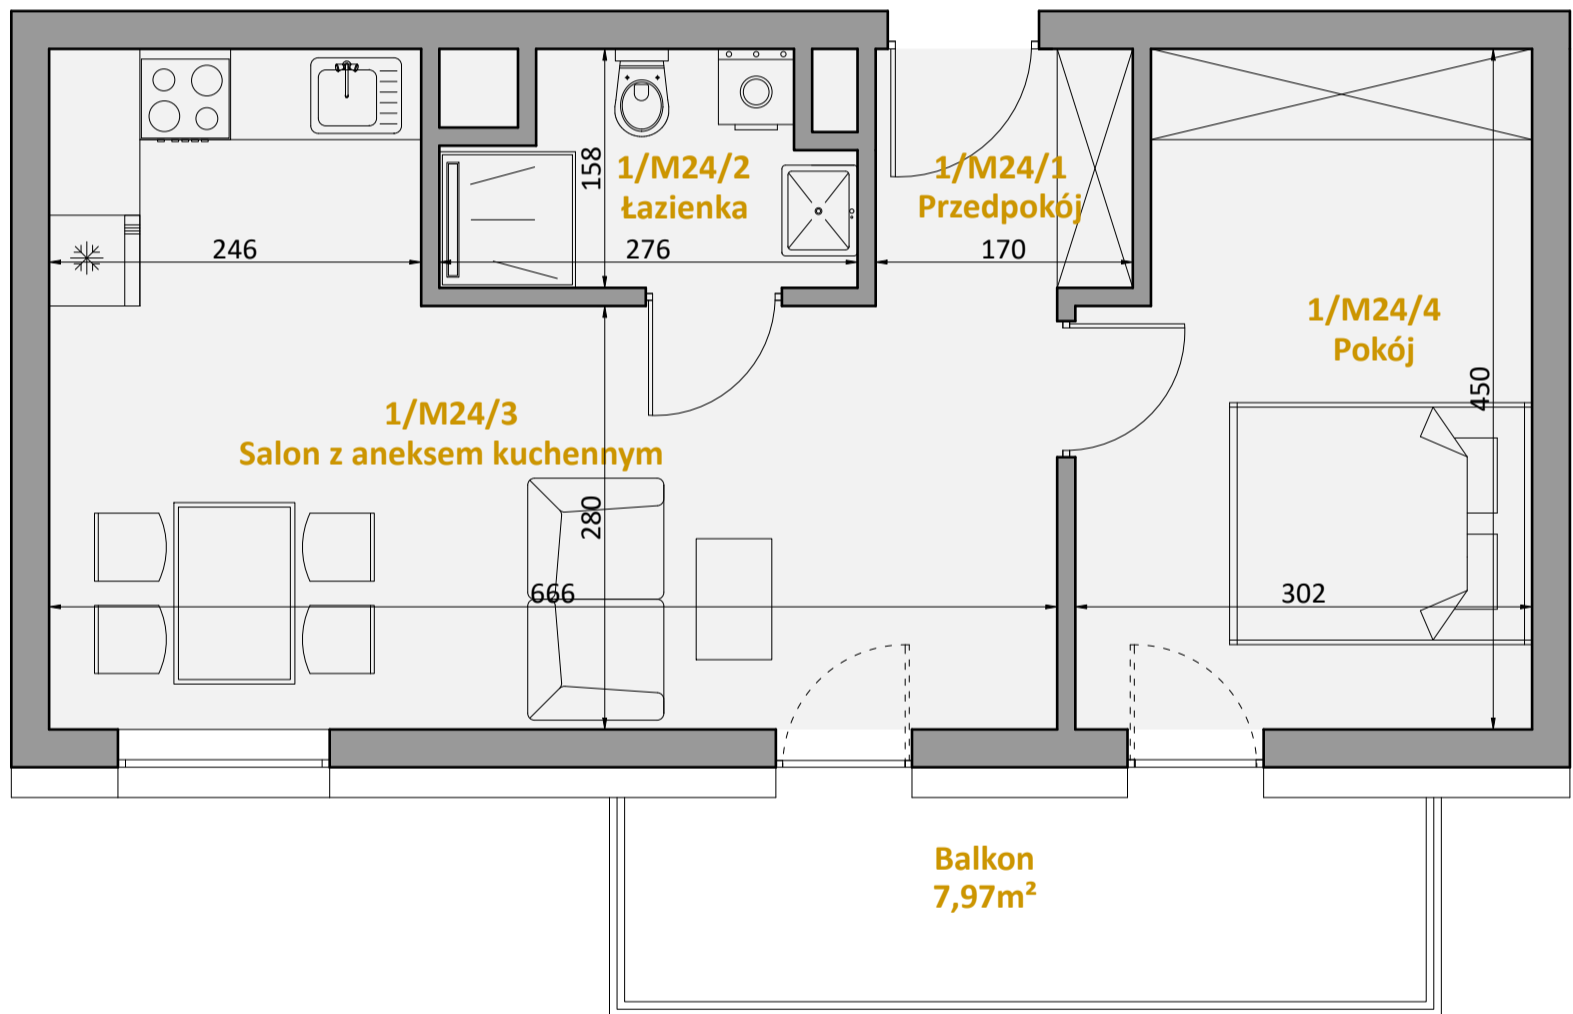 158
1/M24/2
Łazienka
1/M24/1
Przedpokój
246
276
170
1/M24/4
Pokój
450
1/M24/3
Salon z aneksem kuchennym
280
666
302
Balkon
7,97m²